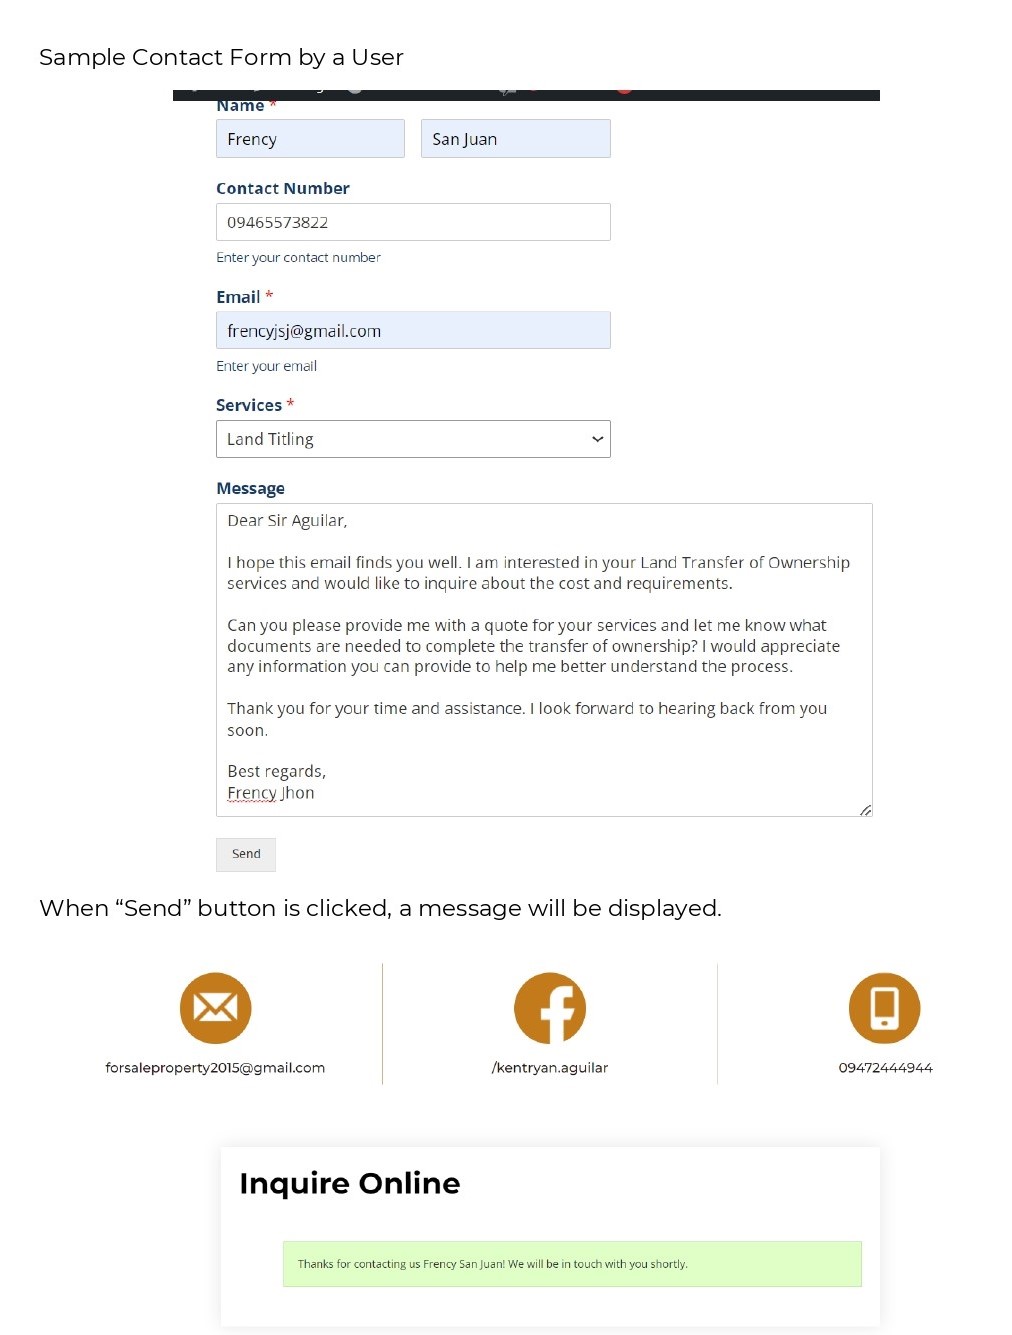 Sample Contact Form by a User
Name *
Frency San Juan
Contact Number
09465573822
Enter your contact number
Email *
frencyjsj@gmail.com
Enter your email
Services *
Land Titling
Message
Dear Sir Aguilar,
I hope this email finds you well. I am interested in your Land Transfer of Ownership
services and would like to inquire about the cost and requirements.
Can you please provide me with a quote for your services and let me know what
documents are needed to complete the transfer of ownership? I would appreciate
any information you can provide to help me better understand the process.
Thank you for your time and assistance. I look forward to hearing back from you
soon.
Best regards,
Frency Jhon
Send
When “Send” button is clicked, a message will be displayed.
forsaleproperty2015@gmail.com
/kentryan.aguilar
09472444944
Inquire Online
Thanks for contacting us Frency San Juan! We will be in touch with you shortly.